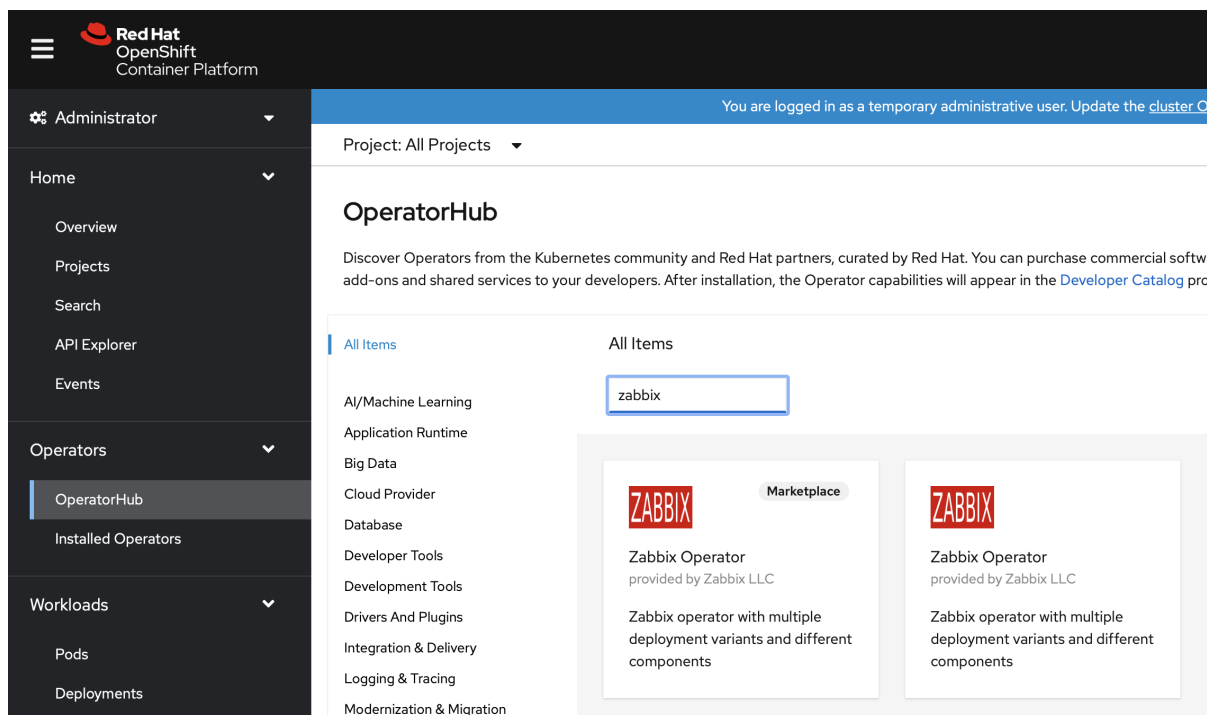 Red Hat
OpenShift
Container Platform
Administrator
Home
Overview
Projects
Search
API Explorer
Events
Operators
OperatorHub
Installed Operators
Workloads
Pods
Deployments
You are logged in as a temporary administrative user. Update the cluster O
Project: All Projects
OperatorHub
Discover Operators from the Kubernetes community and Red Hat partners, curated by Red Hat. You can purchase commercial softw
add-ons and shared services to your developers. After installation, the Operator capabilities will appear in the Developer Catalog pro
All Items
AI/Machine Learning
Application Runtime
Big Data
Cloud Provider
Database
Developer Tools
Development Tools
Drivers And Plugins
Integration & Delivery
Logging & Tracing
Modernization & Migration
All Items
zabbix
ZABBIX
Marketplace
Zabbix Operator
provided by Zabbix LLC
Zabbix operator with multiple
deployment variants and different
components
ZABBIX
Zabbix Operator
provided by Zabbix LLC
Zabbix operator with multiple
deployment variants and different
components